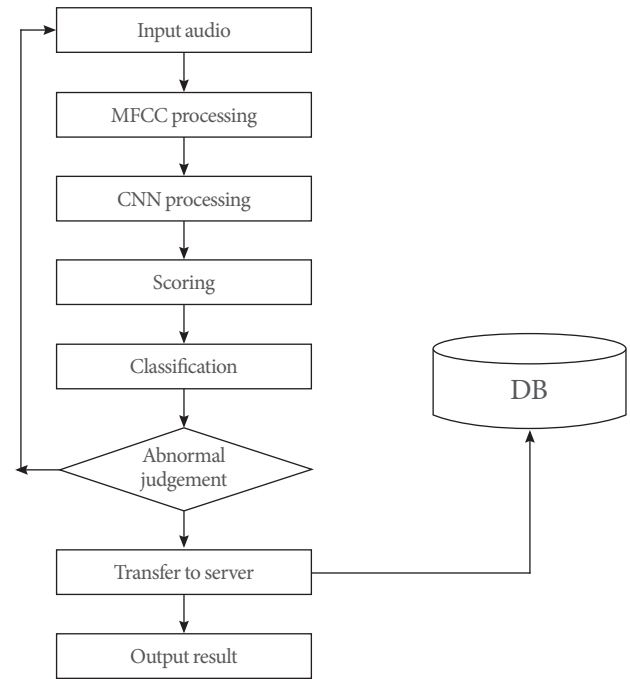 Input audio
MFCC processing
CNN processing
Scoring
Classification
DB
Abnormal
judgement
Transfer to server
Output result